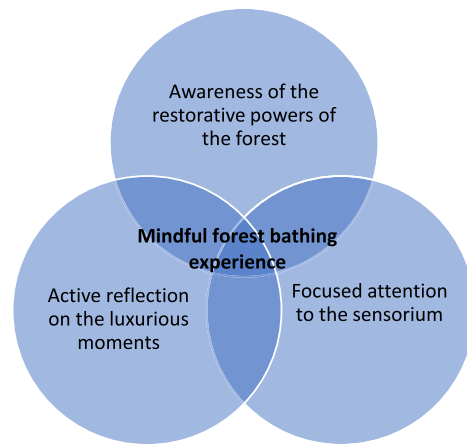 Awareness of the
restorative powers of
the forest
Mindful forest bathing
experience
Active reflection
on the luxurious
moments
Focused attention
to the sensorium